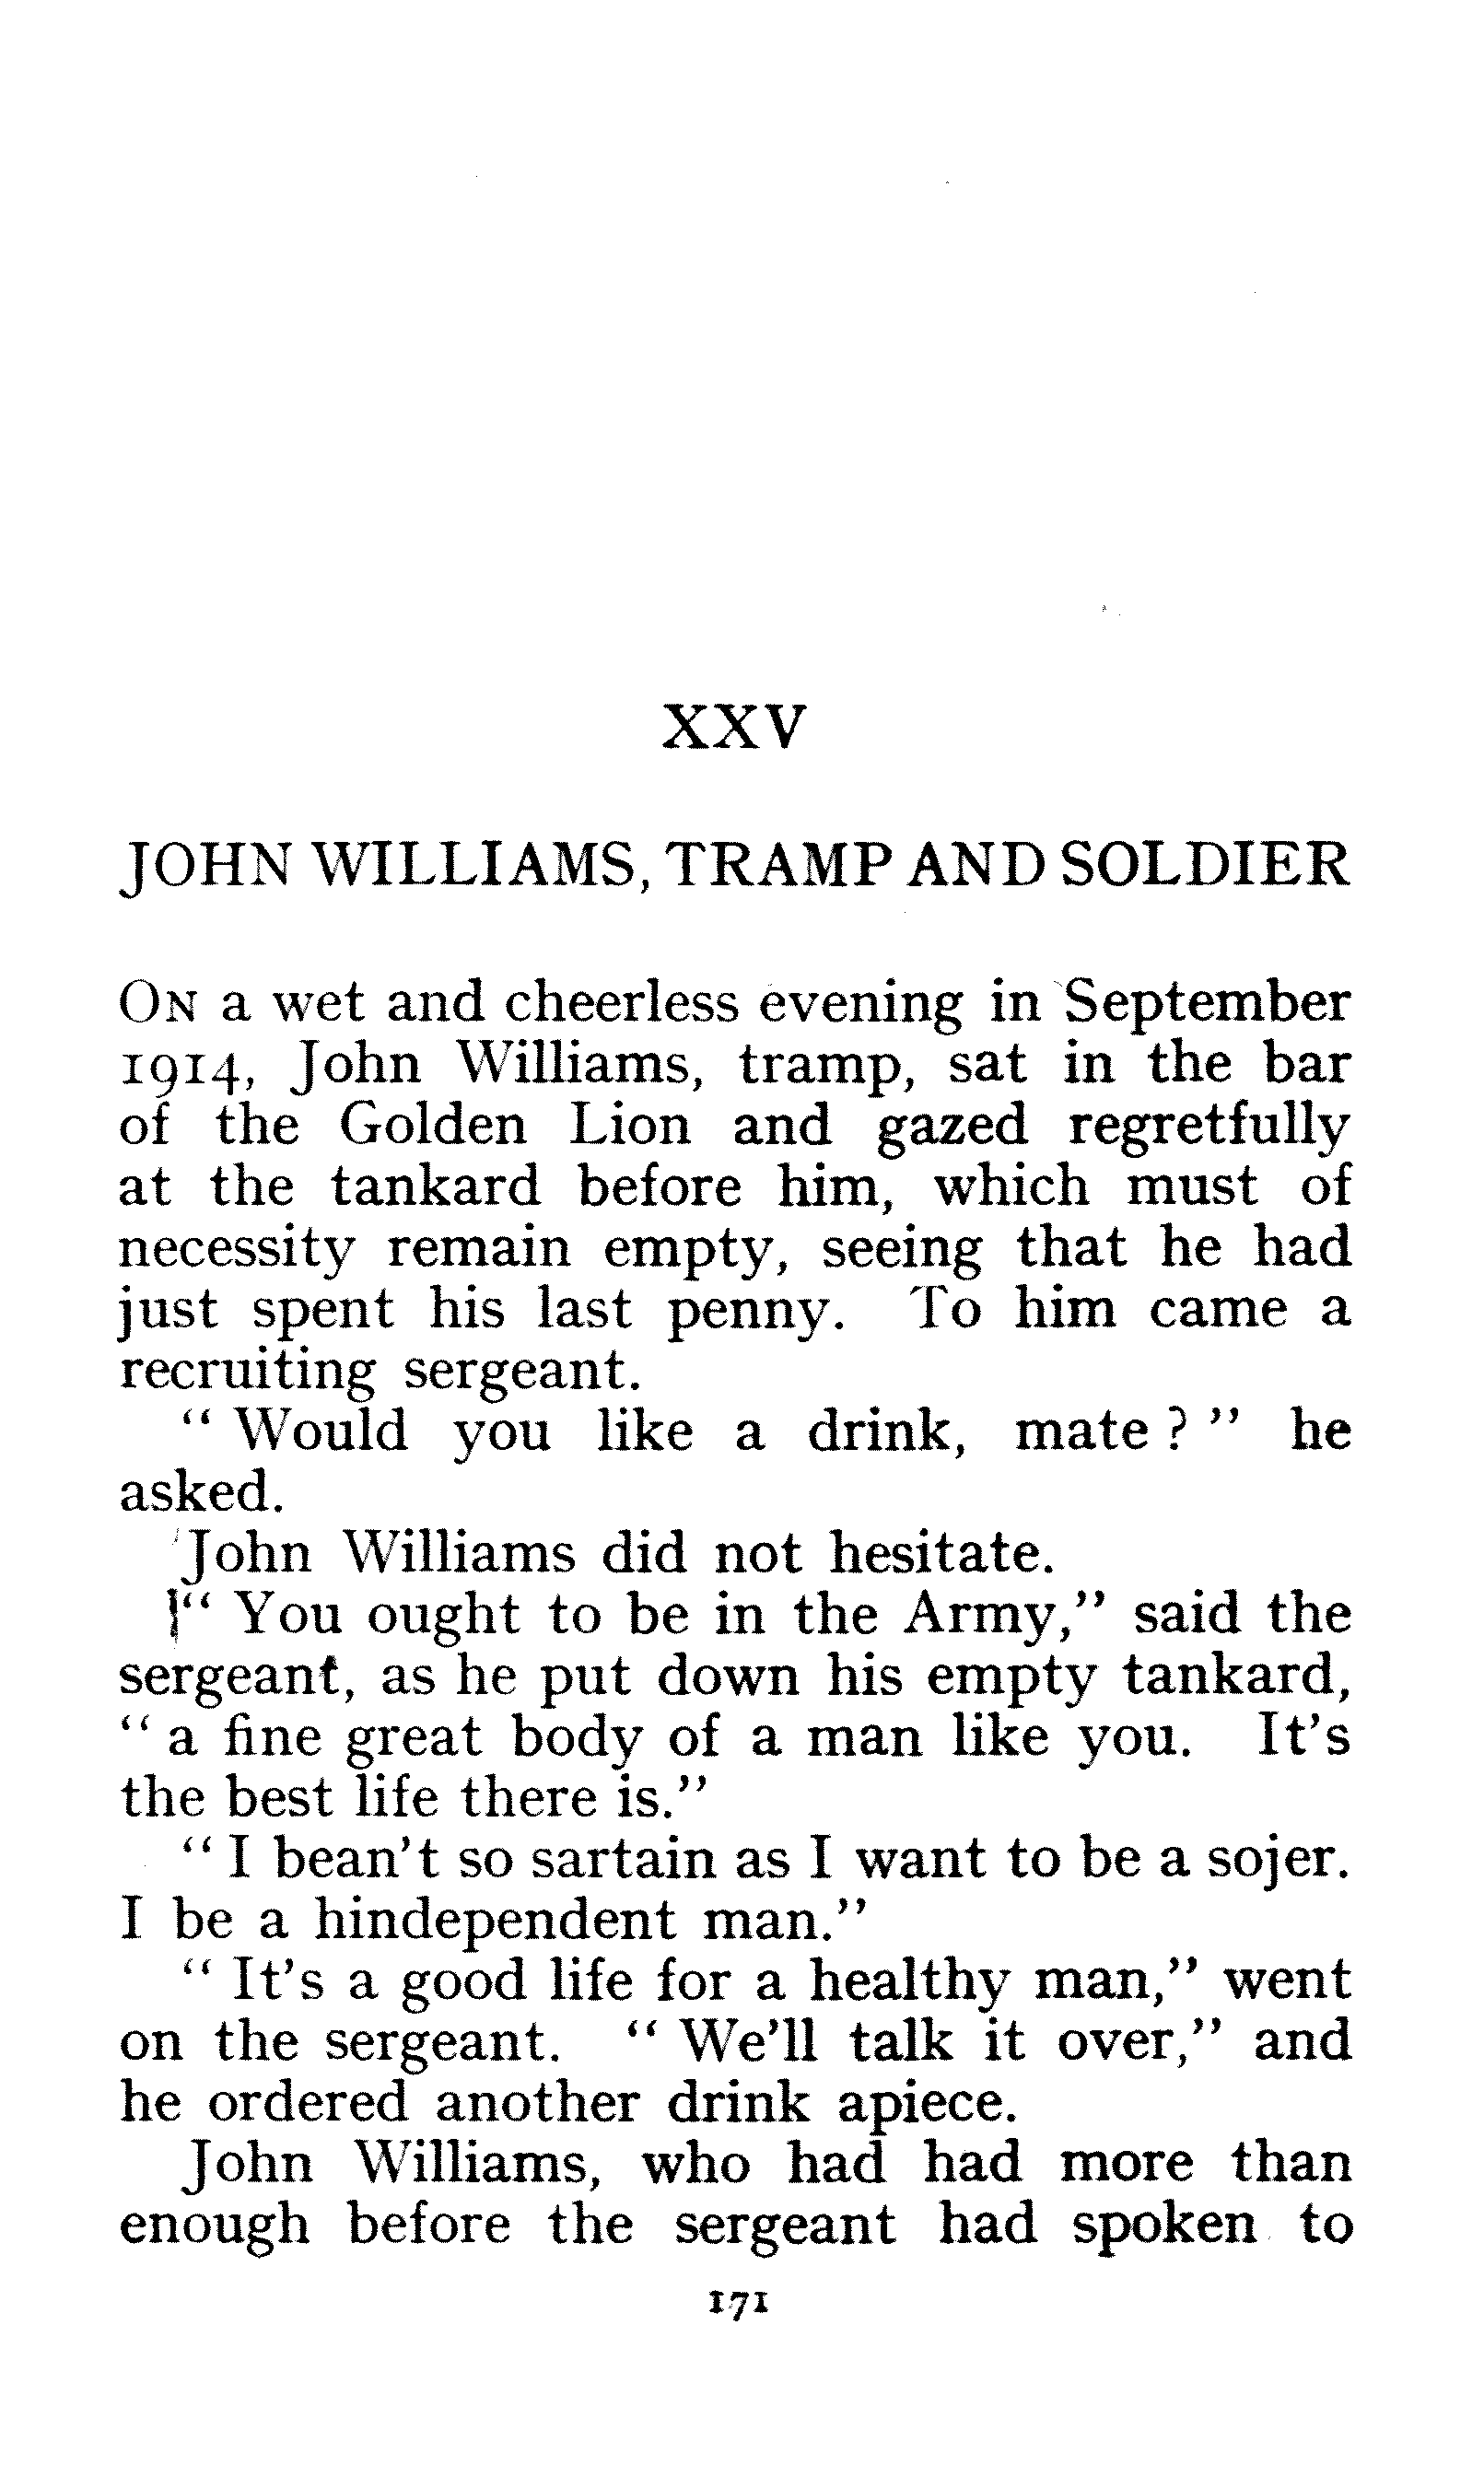 XXV
JOHN WILLIAMS, TRAMP AND SOLDIER
ON a wet and cheerless evening in September
1914, John Williams, tramp, sat in the bar
of the Golden Lion and gazed regretfully
at the tankard before him, which must of
necessity remain empty, seeing that he had
just spent his last penny. To him came a
recruiting sergeant.
“ Would you like a drink, mate ? ” he
asked.
John Williams did not hesitate.
“ You ought to be in the Army,” said the
sergeant, as he put down his empty tankard,
“ a fine great body of a man like you. It's
the best life there is.”
“ I bean't so sartain as I want to be a sojer.
I be a hindependent man.”
“ It's a good life for a healthy man,” went
on the sergeant. “ We'll talk it over,” and
he ordered another drink apiece.
John Williams, who had had more than
enough before the sergeant had spoken to
171